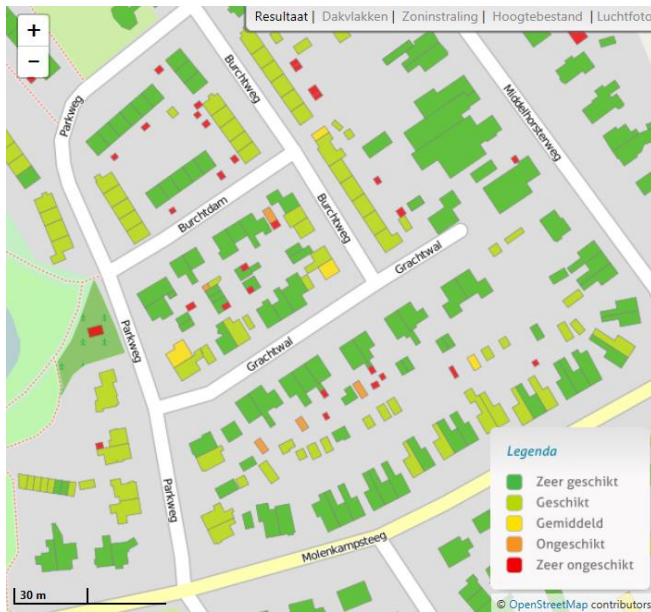 +
−
Resultaat | Dakvlakken | Zoninstraling | Hoogtebestand | Luchtfoto
Parkweg
Burchtweg
Middelhorsterweg
Burchtdam
Burchtweg
Grachtwal
Parkweg
Grachtwal
Parkweg
Molenkampsteeg
Legenda
Zeer geschikt
Geschikt
Gemiddeld
Ongeschikt
Zeer ongeschikt
30 m
© OpenStreetMap contributors